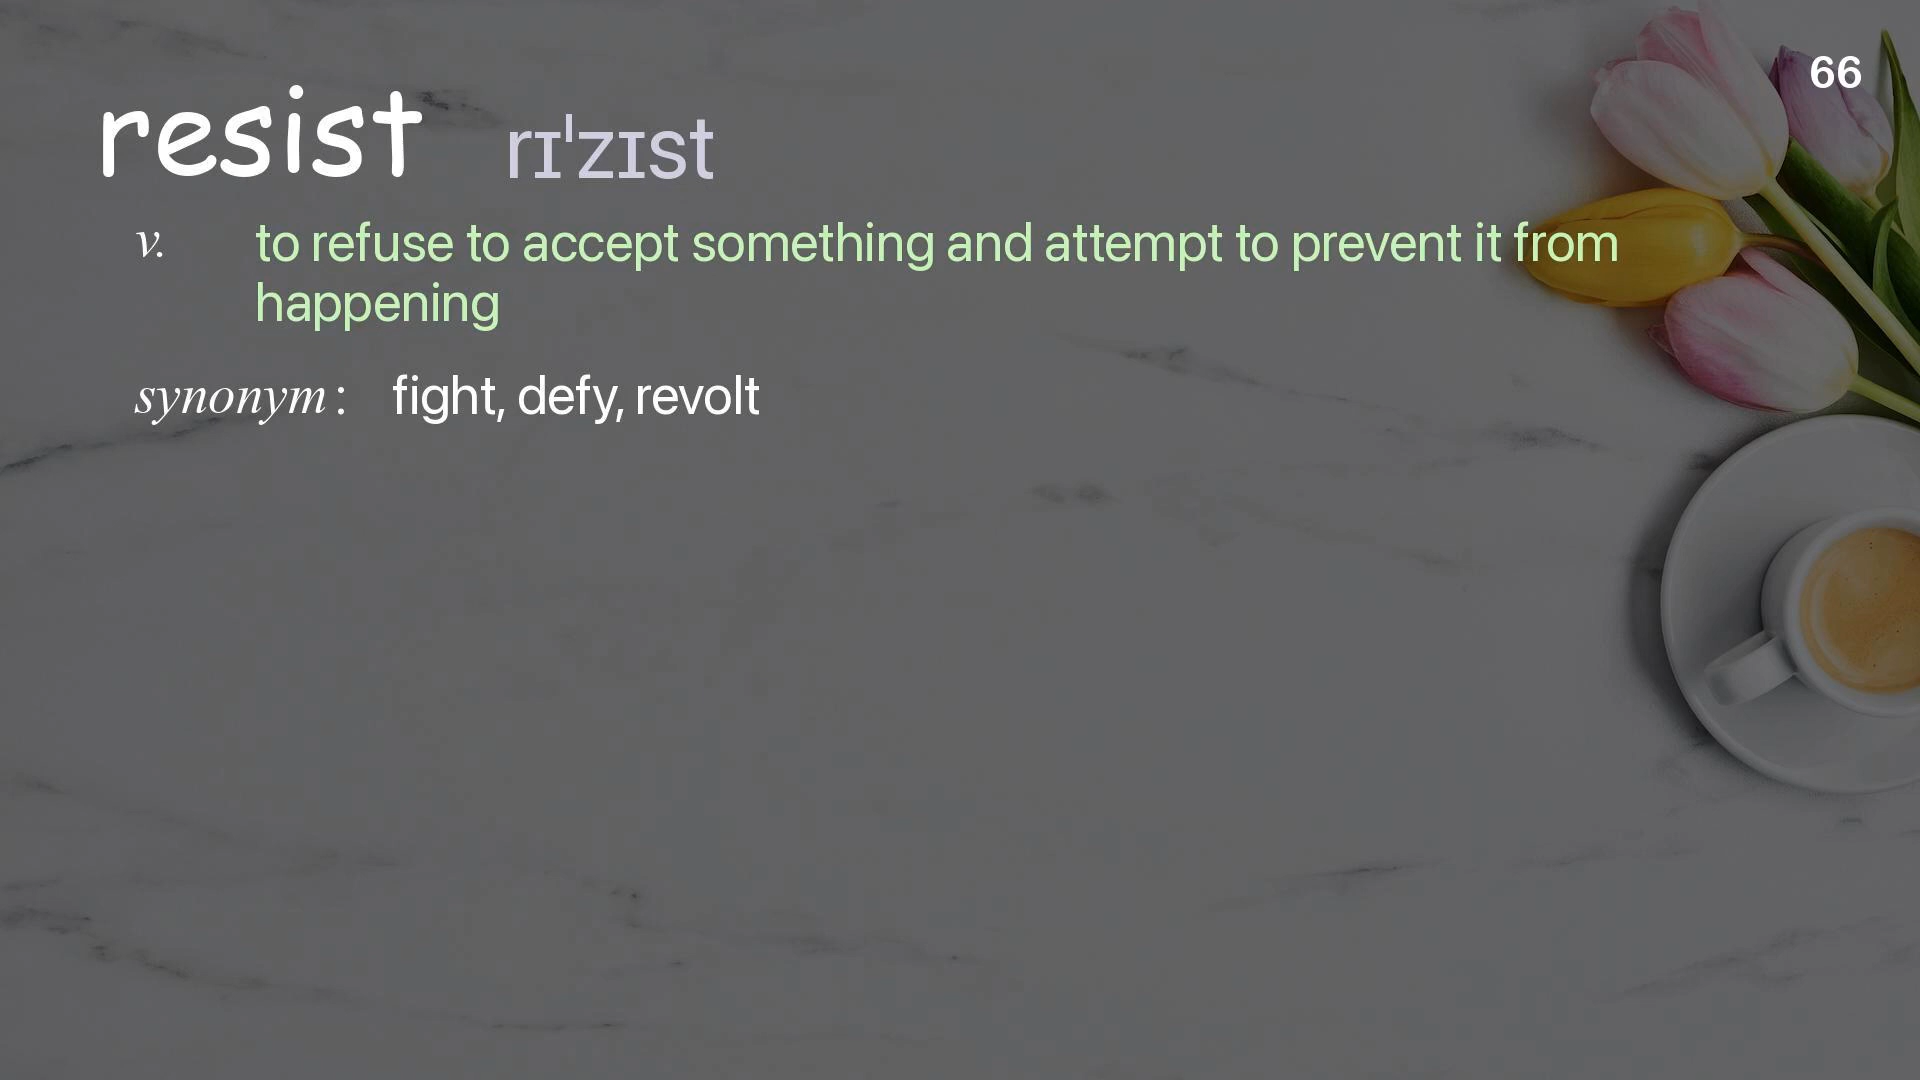 66
resist rɪˈzɪst
v. to refuse to accept something and attempt to prevent it from
happening
synonym : fight, defy, revolt